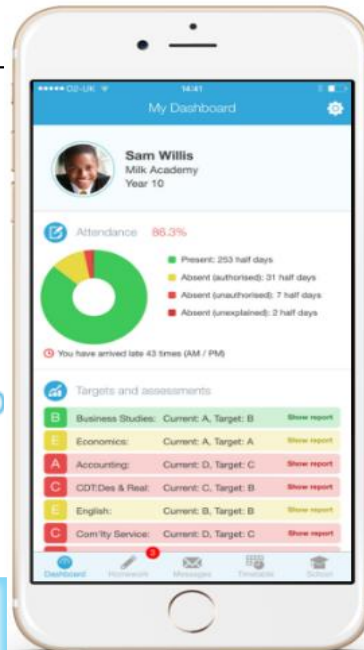 O2-UK 14:41
My Dashboard
Sam Willis
Milk Academy
Year 10
Attendance 86.3%
Present: 253 half days
Absent (authorised): 31 half days
Absent (unauthorised): 7 half days
Absent (unexplained): 2 half days
You have arrived late 43 times (AM / PM)
Targets and assessments
B Business Studies: Current: A, Target: B Show report
E Economics: Current: A, Target: A Show report
A Accounting: Current: D, Target: C Show report
C CDT:Des & Real: Current: C, Target: B Show report
E English: Current: B, Target: B Show report
C Com'ity Service: Current: D, Target: C Show report
3
Dashboard Homework Messages Timetable School